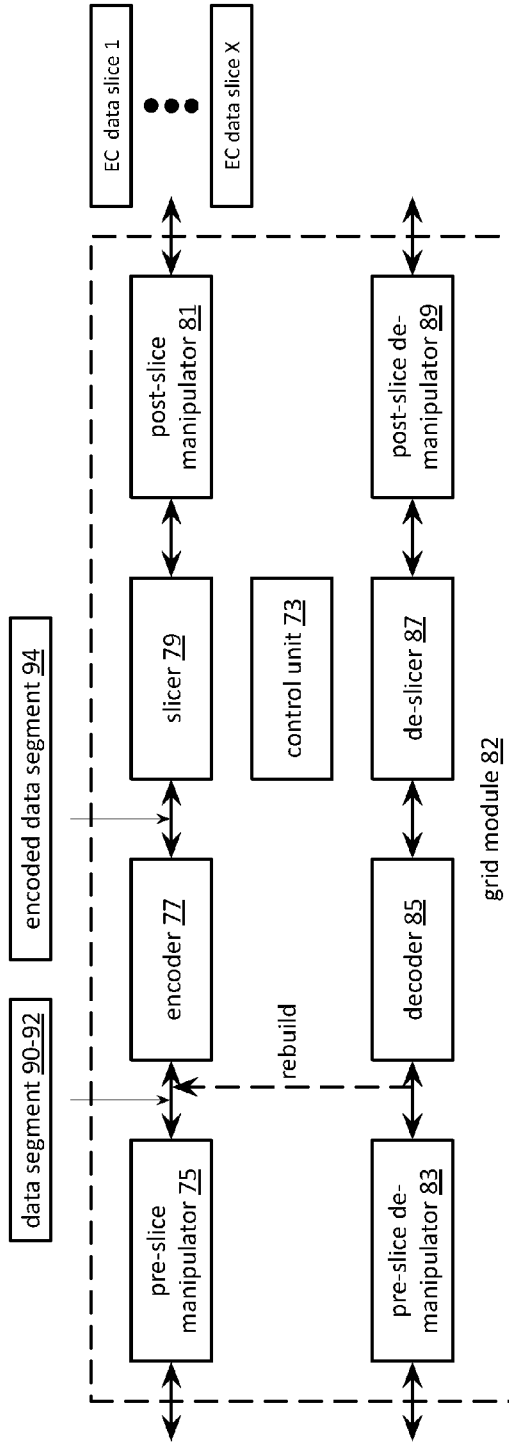 data segment 90-92
encoded data segment 94
EC data slice 1
EC data slice X
pre-slice
manipulator 75
encoder 77
slicer 79
post-slice
manipulator 81
rebuild
control unit 73
pre-slice de-
manipulator 83
decoder 85
de-slicer 87
post-slice de-
manipulator 89
grid module 82